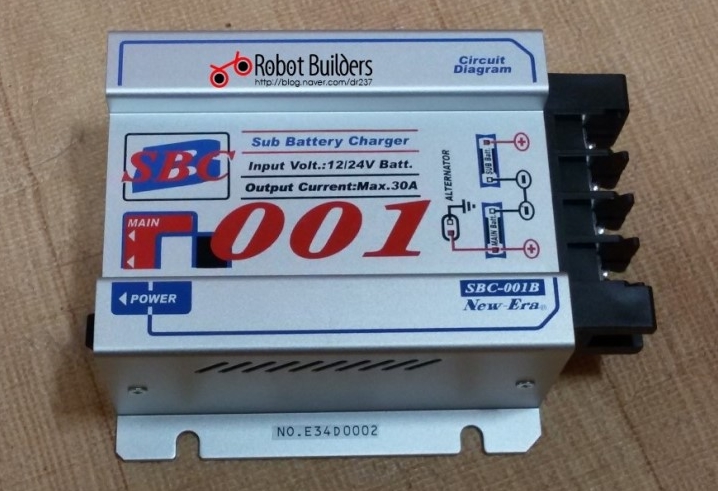 Robot Builders
http://blog.naver.com/dr237
Circuit
Diagram
SBC
Sub Battery Charger
Input Volt.:12/24V Batt.
Output Current:Max.30A
001
MAIN
ALTERNATOR
SUB Batt.
MAIN Batt.
POWER
SBC-001B
New-Era®
NO.E34D0002